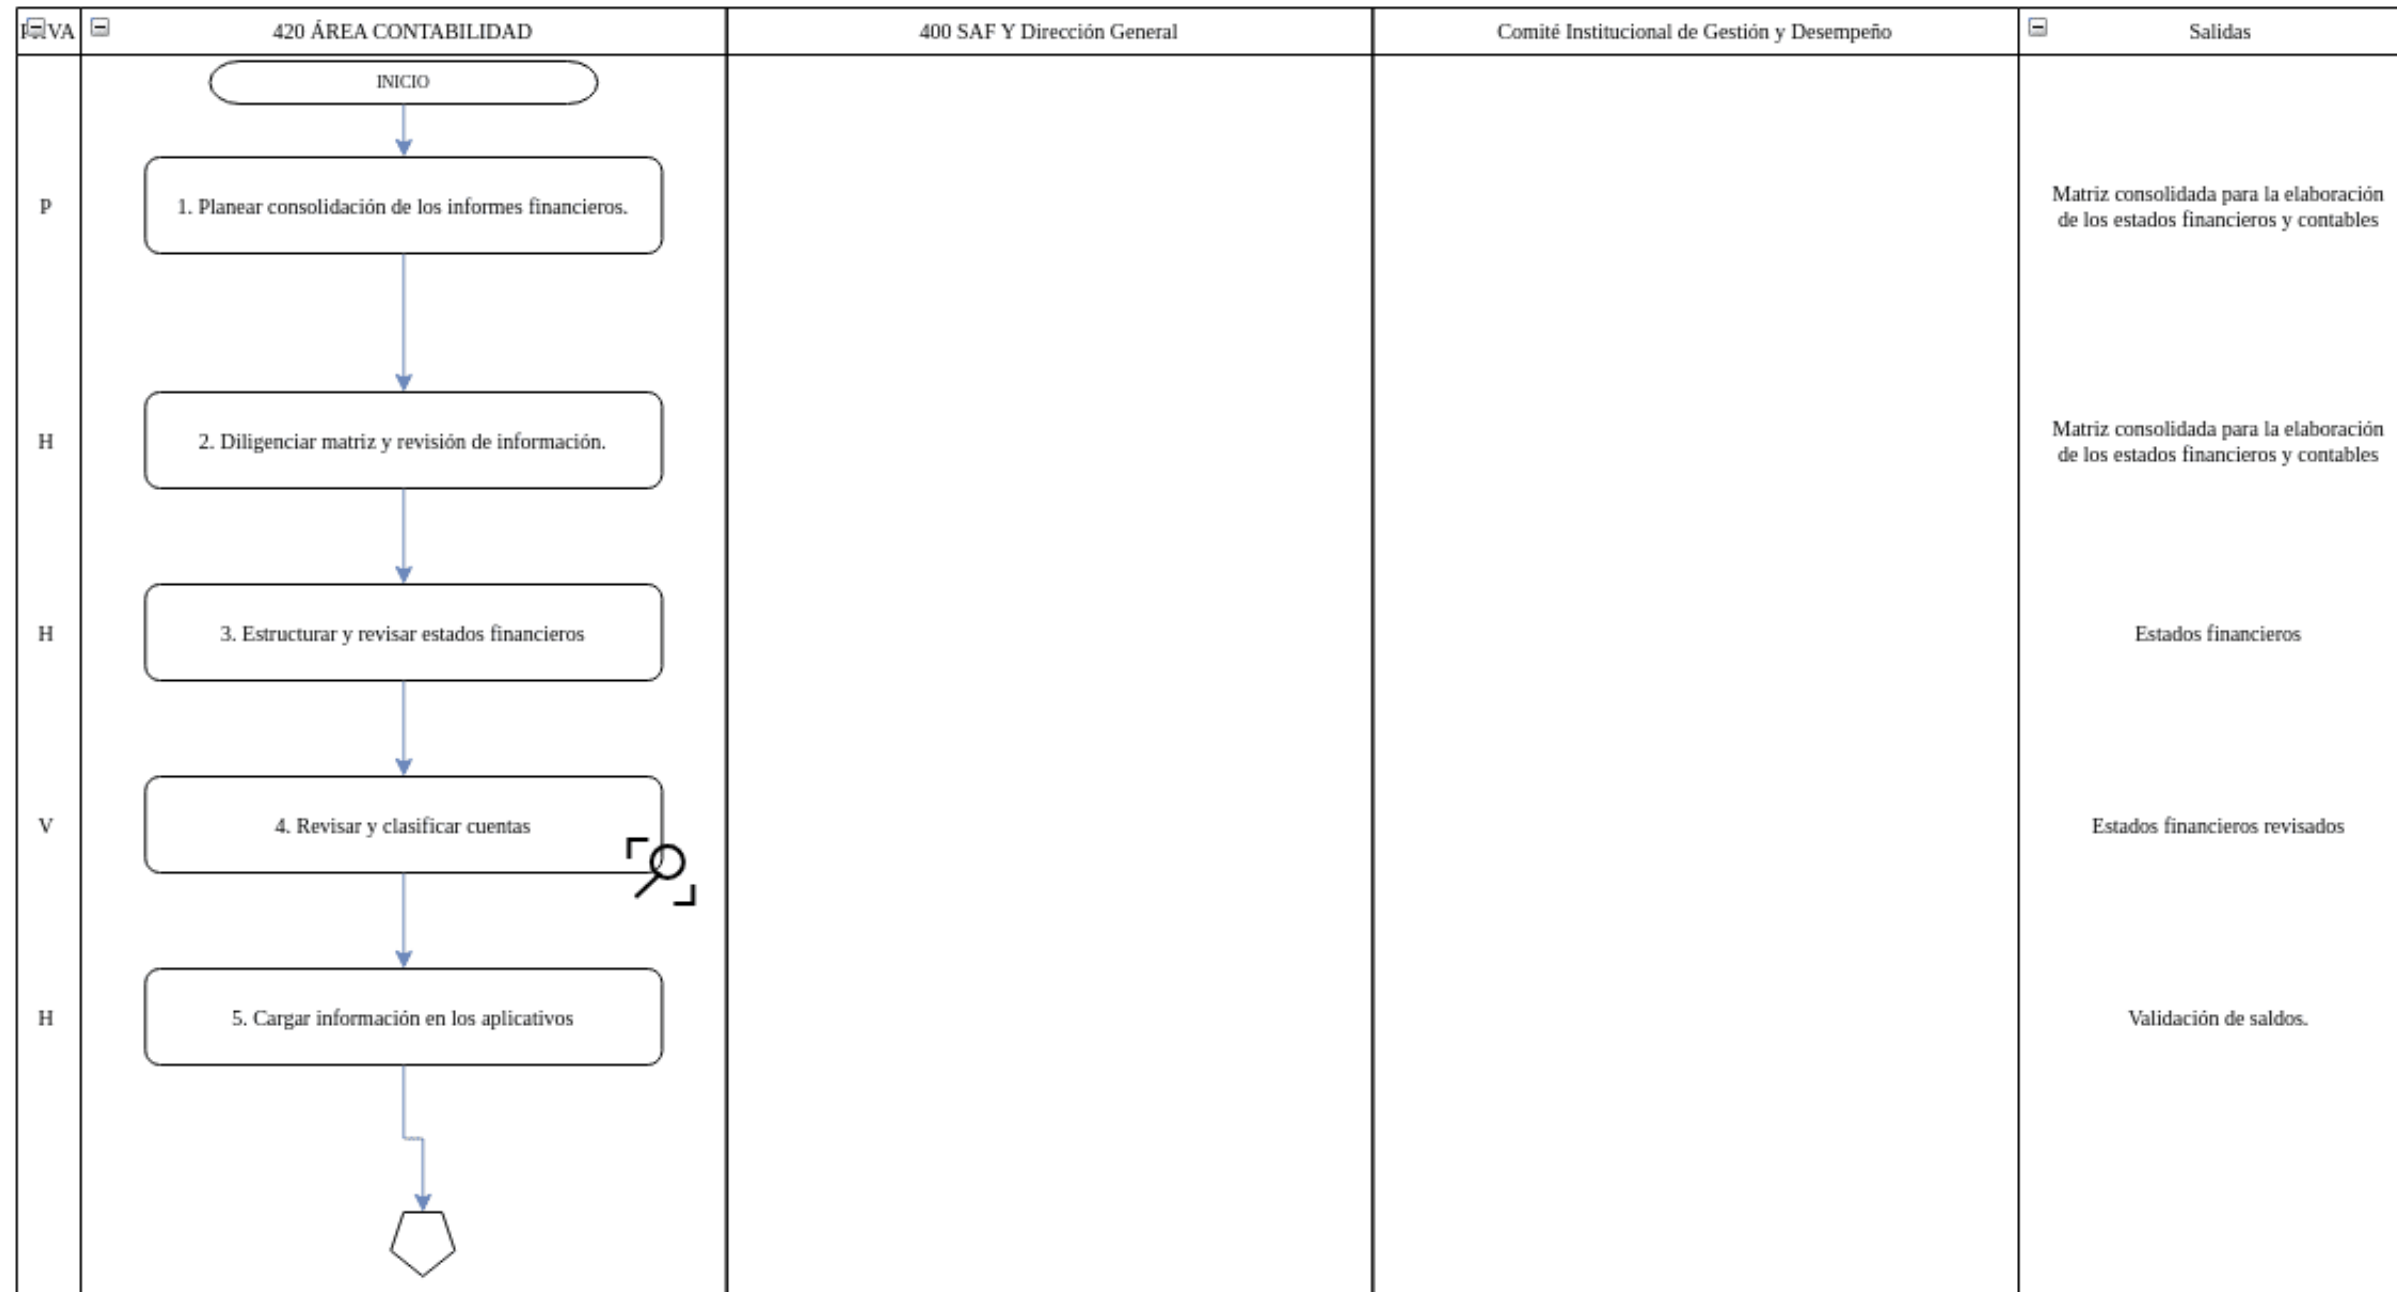 420 ÁREA CONTABILIDAD
400 SAF Y Dirección General
Comité Institucional de Gestión y Desempeño
Salidas
INICIO
P
1. Planear consolidación de los informes financieros.
Matriz consolidada para la elaboración
de los estados financieros y contables
H
2. Diligenciar matriz y revisión de información.
Matriz consolidada para la elaboración
de los estados financieros y contables
H
3. Estructurar y revisar estados financieros
Estados financieros
V
4. Revisar y clasificar cuentas
Estados financieros revisados
H
5. Cargar información en los aplicativos
Validación de saldos.